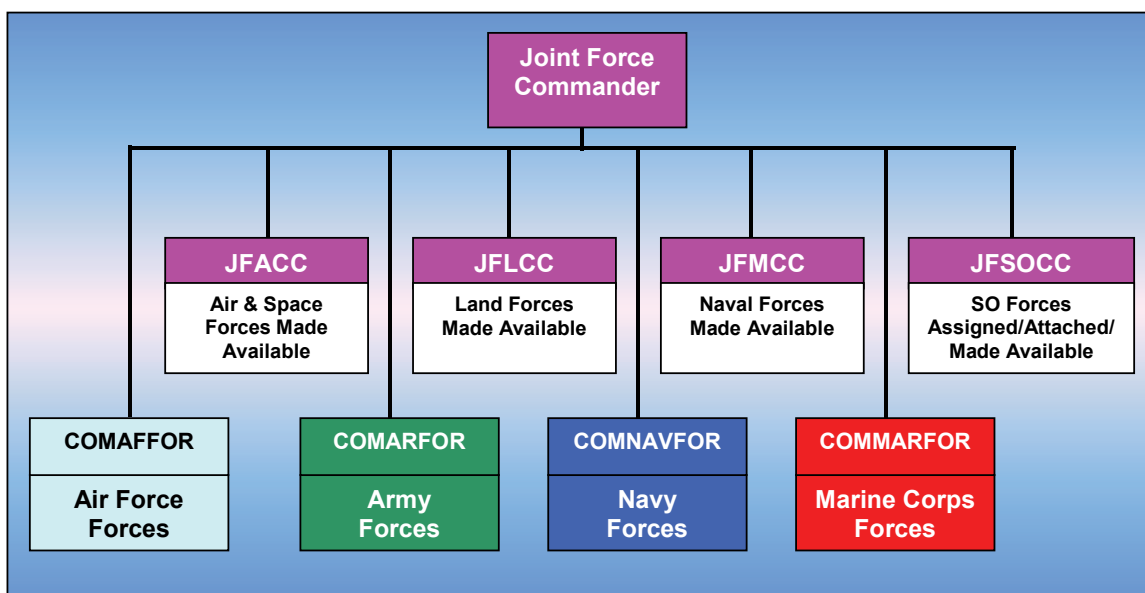 Joint Force
Commander
JFACC
Air & Space
Forces Made
Available
JFLCC
Land Forces
Made Available
JFMCC
Naval Forces
Made Available
JFSOCC
SO Forces
Assigned/Attached/
Made Available
COMAFFOR
Air Force
Forces
COMARFOR
Army
Forces
COMNAVFOR
Navy
Forces
COMMARFOR
Marine Corps
Forces